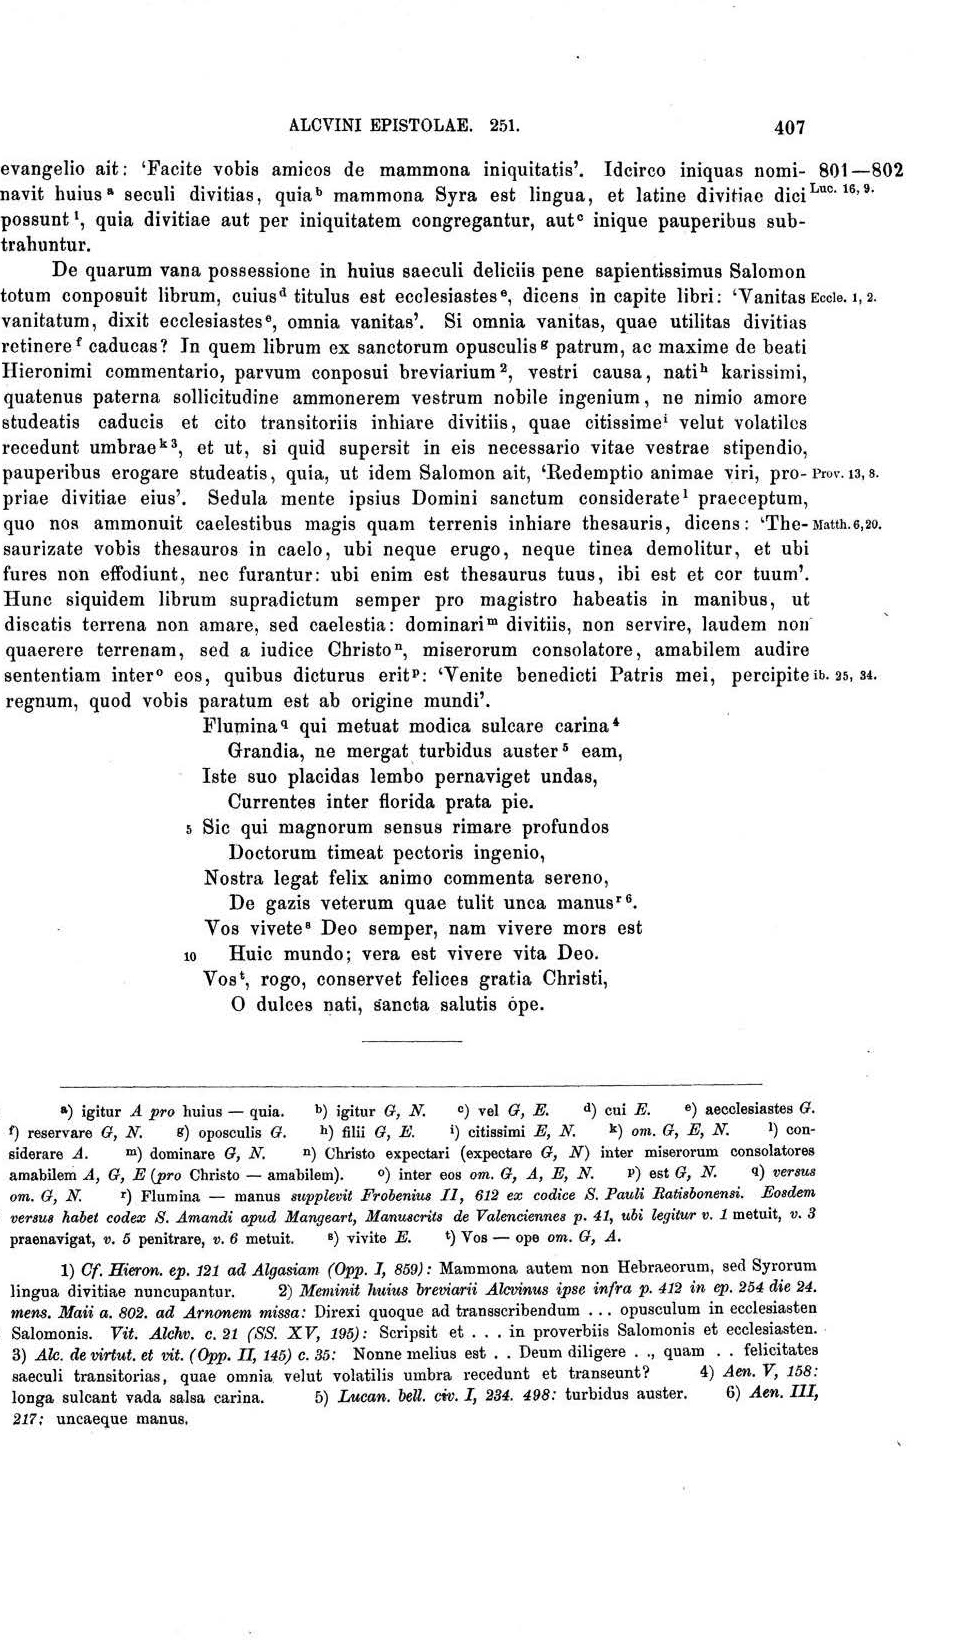 ALCVINI EPISTOLAE. 251. 407
evangelio ait: ‘Facite vobis amicos de mammona iniquitatis’. Idcirco iniquas nomi- 801—802
navit huius ᵃ seculi divitias, quia ᵇ mammona Syra est lingua, et latine divitiae dici Luc. 16, 9.
possunt ¹, quia divitiae aut per iniquitatem congregantur, aut ᶜ inique pauperibus sub-
trahuntur.
De quarum vana possessione in huius saeculi deliciis pene sapientissimus Salomon
totum conposuit librum, cuius ᵈ titulus est ecclesiastes ᵉ, dicens in capite libri: ‘Vanitas Eccle. 1, 2.
vanitatum, dixit ecclesiastes ᵉ, omnia vanitas’. Si omnia vanitas, quae utilitas divitias
retinere ᶠ caducas? In quem librum ex sanctorum opusculis ᵍ patrum, ac maxime de beati
Hieronimi commentario, parvum conposui breviarium ², vestri causa, nati ʰ karissimi,
quatenus paterna sollicitudine ammonerem vestrum nobile ingenium, ne nimio amore
studeatis caducis et cito transitoriis inhiare divitiis, quae citissime ⁱ velut volatiles
recedunt umbrae ᵏ ³, et ut, si quid supersit in eis necessario vitae vestrae stipendio,
pauperibus erogare studeatis, quia, ut idem Salomon ait, ‘Redemptio animae viri, pro- Prov. 13, 8.
priae divitiae eius’. Sedula mente ipsius Domini sanctum considerate ˡ praeceptum,
quo nos ammonuit caelestibus magis quam terrenis inhiare thesauris, dicens: ‘The- Matth. 6, 20.
saurizate vobis thesauros in caelo, ubi neque erugo, neque tinea demolitur, et ubi
fures non effodiunt, nec furantur: ubi enim est thesaurus tuus, ibi est et cor tuum’.
Hunc siquidem librum supradictum semper pro magistro habeatis in manibus, ut
discatis terrena non amare, sed caelestia: dominari ᵐ divitiis, non servire, laudem non
quaerere terrenam, sed a iudice Christo ⁿ, miserorum consolatore, amabilem audire
sententiam inter ᵒ eos, quibus dicturus erit ᵖ: ‘Venite benedicti Patris mei, percipite ib. 25, 34.
regnum, quod vobis paratum est ab origine mundi’.
Flumina q qui metuat modica sulcare carina ⁴
Grandia, ne mergat turbidus auster ⁵ eam,
Iste suo placidas lembo pernaviget undas,
Currentes inter florida prata pie.
5 Sic qui magnorum sensus rimare profundos
Doctorum timeat pectoris ingenio,
Nostra legat felix animo commenta sereno,
De gazis veterum quae tulit unca manus ʳ ⁶.
Vos vivete ˢ Deo semper, nam vivere mors est
10 Huic mundo; vera est vivere vita Deo.
Vos ᵗ, rogo, conservet felices gratia Christi,
O dulces nati, sancta salutis ope.
a) igitur A pro huius — quia. b) igitur G, N. c) vel G, E. d) cui E. e) aecclesiastes G.
f) reservare G, N. g) oposculis G. h) filii G, E. i) citissimi E, N. k) om. G, E, N. l) con-
siderare A. m) dominare G, N. n) Christo expectari (expectare G, N) inter miserorum consolatores
amabilem A, G, E (pro Christo — amabilem). o) inter eos om. G, A, E, N. p) est G, N. q) versus
om. G, N. r) Flumina — manus supplevit Frobenius II, 612 ex codice S. Pauli Ratisbonensi. Eosdem
versus habet codex S. Amandi apud Mangeart, Manuscrits de Valenciennes p. 41, ubi legitur v. 1 metuit, v. 3
praenavigat, v. 5 penitrare, v. 6 metuit. s) vivite E. t) Vos — ope om. G, A.
1) Cf. Hieron. ep. 121 ad Algasiam (Opp. I, 859): Mammona autem non Hebraeorum, sed Syrorum
lingua divitiae nuncupantur. 2) Meminit huius breviarii Alcvinus ipse infra p. 412 in ep. 254 die 24.
mens. Maii a. 802. ad Arnonem missa: Direxi quoque ad transscribendum ... opusculum in ecclesiasten
Salomonis. Vit. Alchv. c. 21 (SS. XV, 195): Scripsit et . . . in proverbiis Salomonis et ecclesiasten.
3) Alc. de virtut. et vit. (Opp. II, 145) c. 35: Nonne melius est . . Deum diligere . ., quam . . felicitates
saeculi transitorias, quae omnia velut volatilis umbra recedunt et transeunt? 4) Aen. V, 158:
longa sulcant vada salsa carina. 5) Lucan. bell. civ. I, 234. 498: turbidus auster. 6) Aen. III,
217: uncaeque manus.